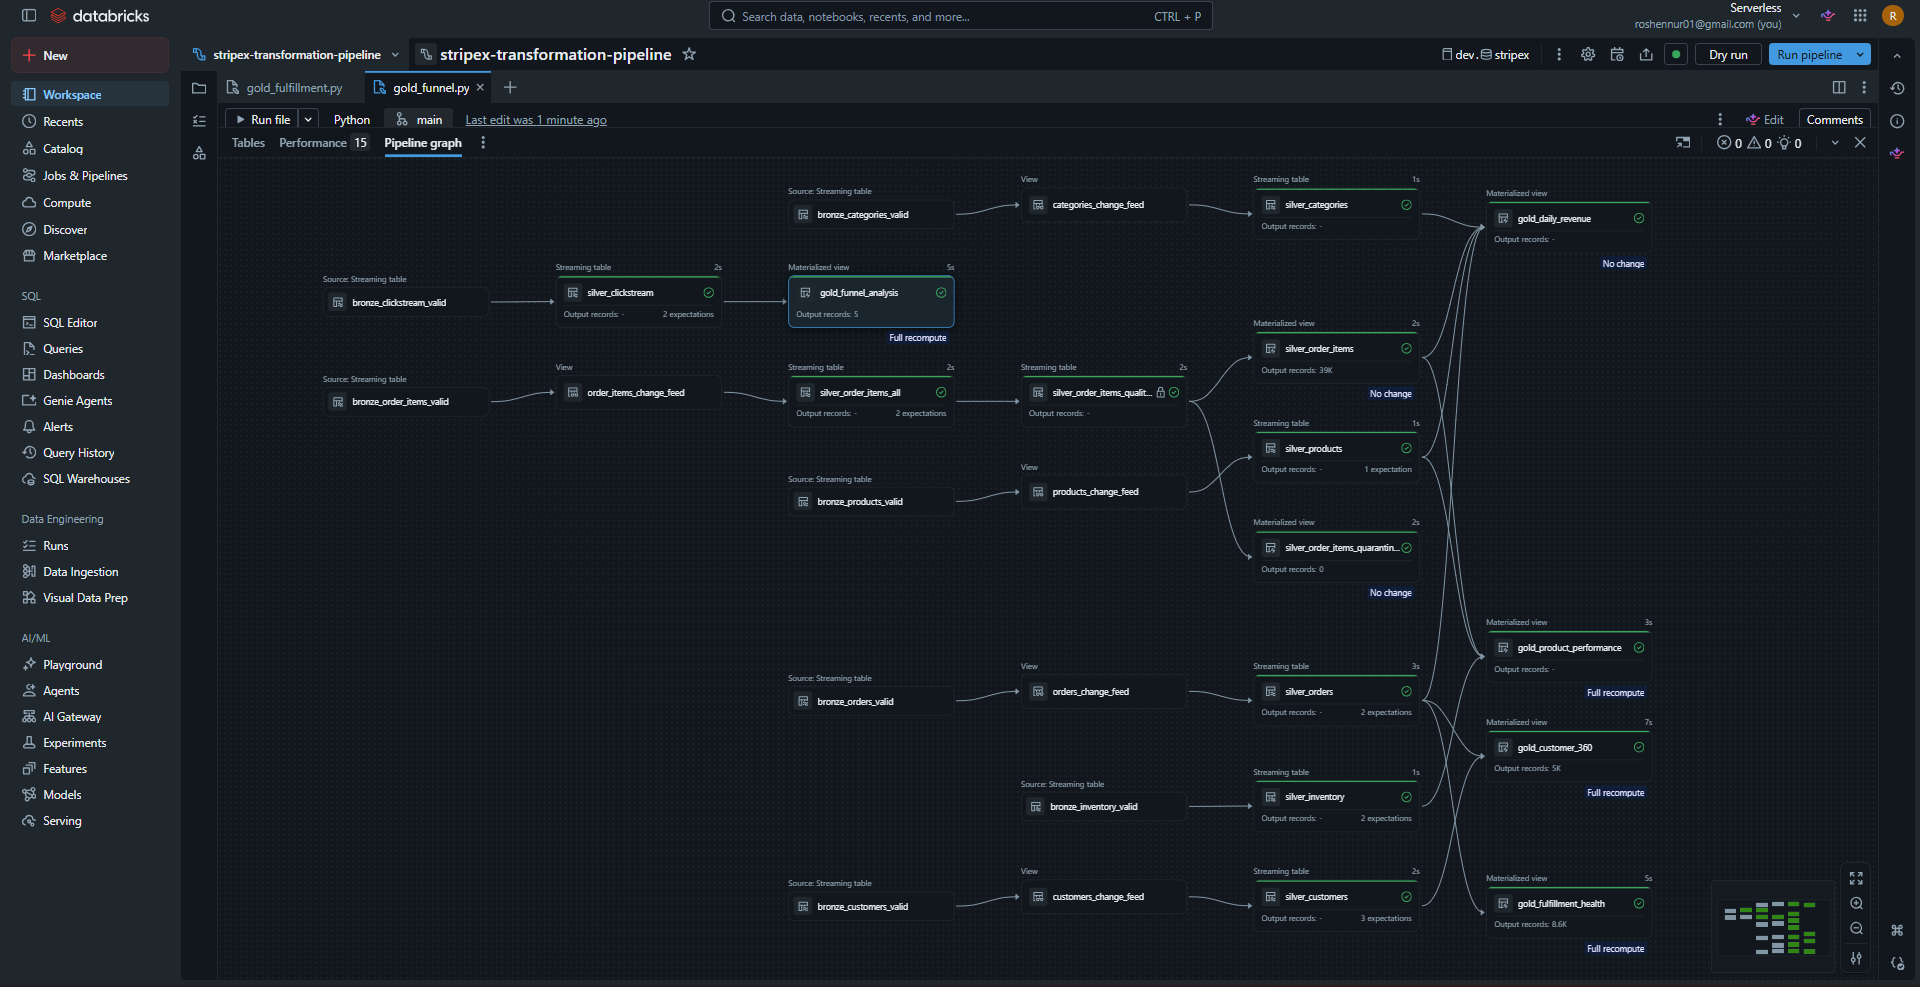 databricks
Search data, notebooks, recents, and more...
CTRL + P
Serverless
roshennur01@gmail.com (you)
R
New
Workspace
Recents
Catalog
Jobs & Pipelines
Compute
Discover
Marketplace
SQL
SQL Editor
Queries
Dashboards
Genie Agents
Alerts
Query History
SQL Warehouses
Data Engineering
Runs
Data Ingestion
Visual Data Prep
AI/ML
Playground
Agents
AI Gateway
Experiments
Features
Models
Serving
stripex-transformation-pipeline
stripex-transformation-pipeline
dev.
stripex
Dry run
Run pipeline
gold_fulfillment.py
gold_funnel.py
Run file
Python
main
Last edit was 1 minute ago
Edit
Comments
Tables
Performance 15
Pipeline graph
0
0
0
Source: Streaming table
bronze_categories_valid
View
categories_change_feed
Streaming table 1s
silver_categories
Output records: -
Materialized view
gold_daily_revenue
Output records: -
No change
Source: Streaming table
bronze_clickstream_valid
Streaming table 2s
silver_clickstream
Output records: - 2 expectations
Materialized view 5s
gold_funnel_analysis
Output records: 5
Full recompute
Materialized view 2s
silver_order_items
Output records: 39K
No change
Source: Streaming table
bronze_order_items_valid
View
order_items_change_feed
Streaming table 2s
silver_order_items_all
Output records: - 2 expectations
Streaming table 2s
silver_order_items_qualit...
Output records: -
Streaming table 1s
silver_products
Output records: - 1 expectation
Source: Streaming table
bronze_products_valid
View
products_change_feed
Materialized view 2s
silver_order_items_quarantin...
Output records: 0
No change
Materialized view 3s
gold_product_performance
Output records: -
Full recompute
Source: Streaming table
bronze_orders_valid
View
orders_change_feed
Streaming table 3s
silver_orders
Output records: - 2 expectations
Materialized view 7s
gold_customer_360
Output records: 5K
Full recompute
Source: Streaming table
bronze_inventory_valid
Streaming table 1s
silver_inventory
Output records: - 2 expectations
Source: Streaming table
bronze_customers_valid
View
customers_change_feed
Streaming table 2s
silver_customers
Output records: - 3 expectations
Materialized view 5s
gold_fulfillment_health
Output records: 8.6K
Full recompute